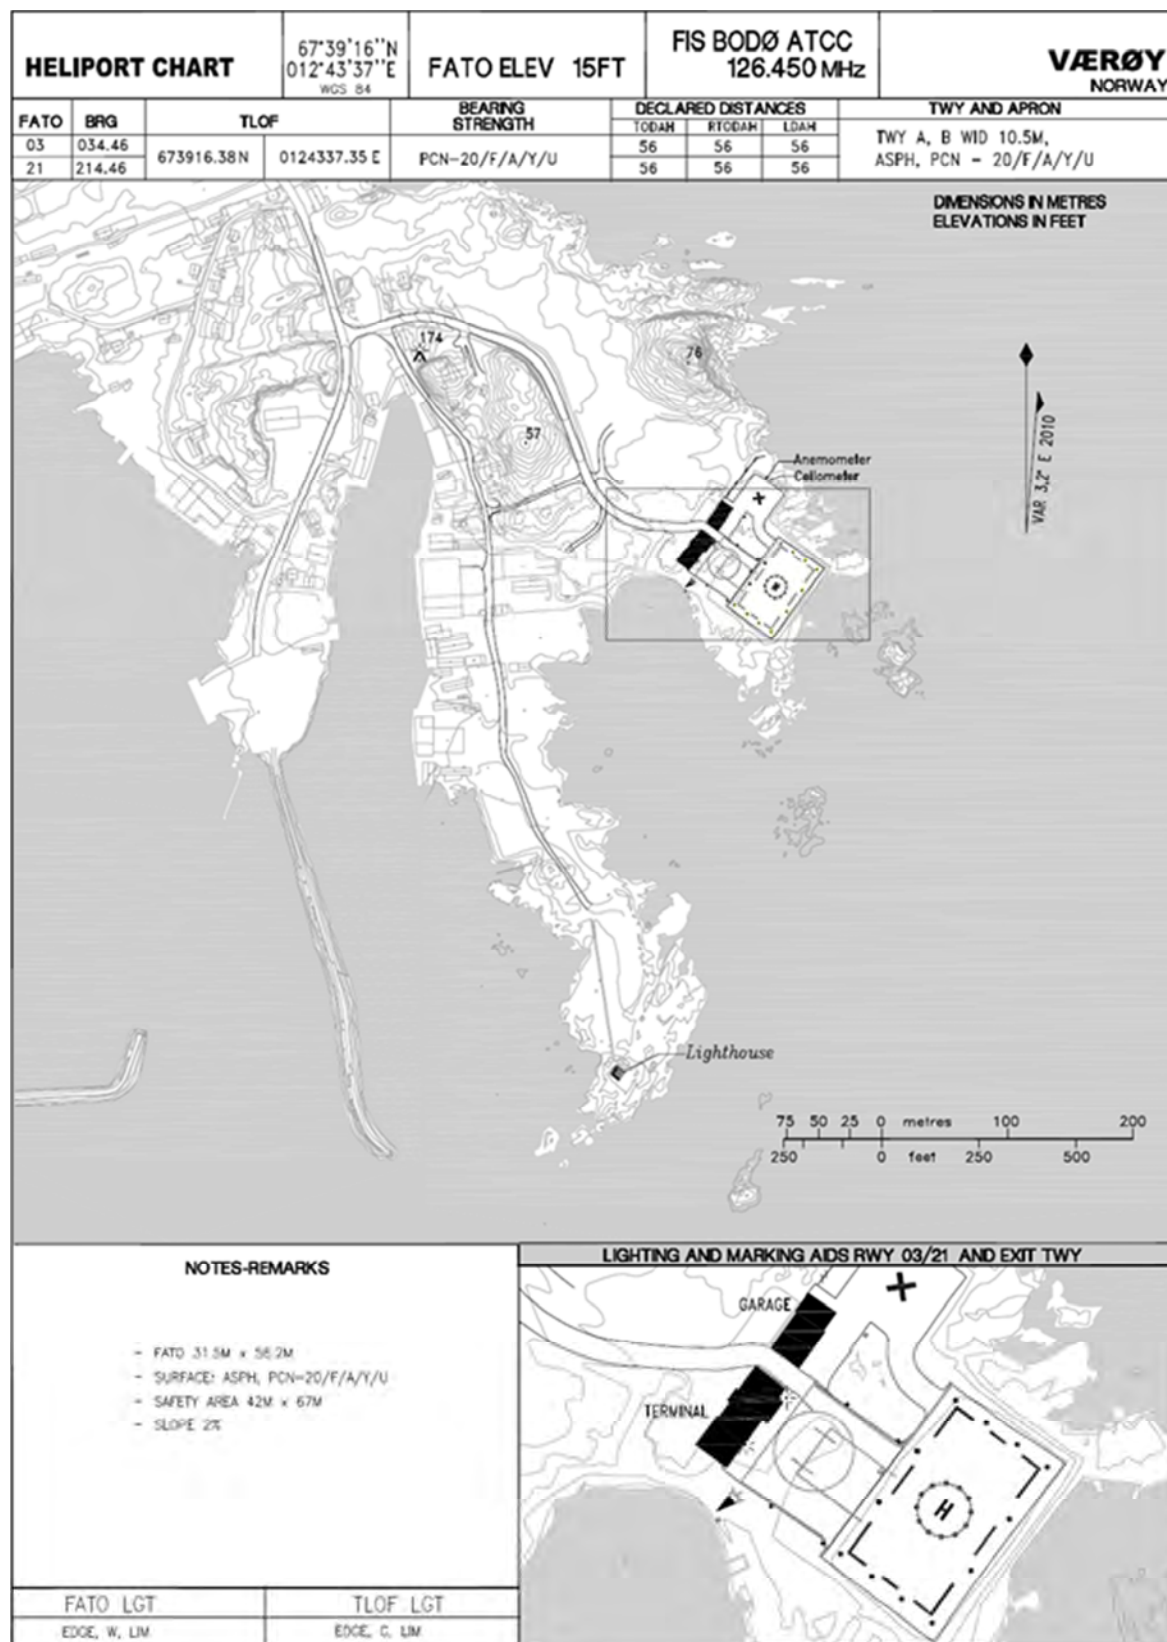 HELIPORT CHART
67°39'16''N
012°43'37''E
WGS 84
FATO ELEV 15FT
FIS BODØ ATCC
126.450 MHz
VÆRØY
NORWAY
FATO BRG TLOF BEARING STRENGTH DECLARED DISTANCES TWY AND APRON
TODAH RTODAH LDAH
03 034.46 56 56 56
673916.38N 0124337.35 E PCN-20/F/A/Y/U
21 214.46 56 56 56
TWY A, B WID 10.5M,
ASPH, PCN - 20/F/A/Y/U
DIMENSIONS IN METRES
ELEVATIONS IN FEET
174
76
57
VAR 3,2° E 2010
Anemometer
Ceilometer
H
Lighthouse
75 50 25 0 metres 100 200
250 0 feet 250 500
NOTES-REMARKS
- FATO 31.5M x 56.2M
- SURFACE: ASPH, PCN-20/F/A/Y/U
- SAFETY AREA 42M x 67M
- SLOPE 2%
FATO LGT TLOF LGT
EDGE, W, LIM EDGE, G, LIM
LIGHTING AND MARKING AIDS RWY 03/21 AND EXIT TWY
GARAGE
TERMINAL
H